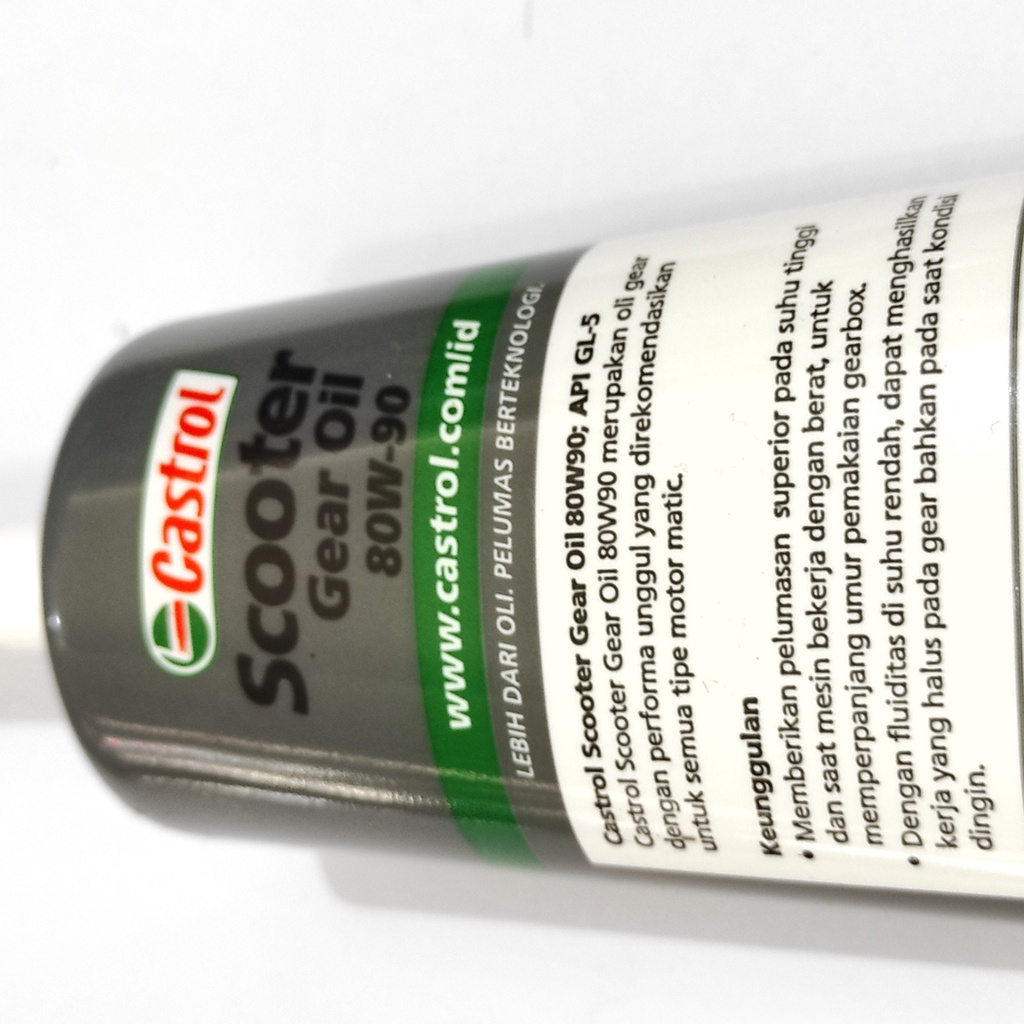 Castrol
Scooter
Gear Oil
80W-90
www.castrol.com/id
LEBIH DARI OLI. PELUMAS BERTEKNOLOGI.
Castrol Scooter Gear Oil 80W90; API GL-5
Castrol Scooter Gear Oil 80W90 merupakan oli gear
dengan performa unggul yang direkomendasikan
untuk semua tipe motor matic.
Keunggulan
• Memberikan pelumasan superior pada suhu tinggi
dan saat mesin bekerja dengan berat, untuk
memperpanjang umur pemakaian gearbox.
• Dengan fluiditas di suhu rendah, dapat menghasilkan
kerja yang halus pada gear bahkan pada saat kondisi
dingin.